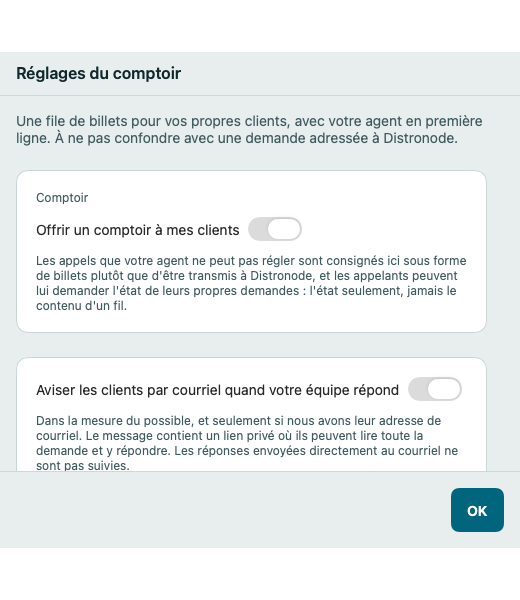 Réglages du comptoir
Une file de billets pour vos propres clients, avec votre agent en première
ligne. À ne pas confondre avec une demande adressée à Distronode.
Comptoir
Offrir un comptoir à mes clients
Les appels que votre agent ne peut pas régler sont consignés ici sous forme
de billets plutôt que d'être transmis à Distronode, et les appelants peuvent
lui demander l'état de leurs propres demandes : l'état seulement, jamais le
contenu d'un fil.
Aviser les clients par courriel quand votre équipe répond
Dans la mesure du possible, et seulement si nous avons leur adresse de
courriel. Le message contient un lien privé où ils peuvent lire toute la
demande et y répondre. Les réponses envoyées directement au courriel ne
sont pas suivies.
OK